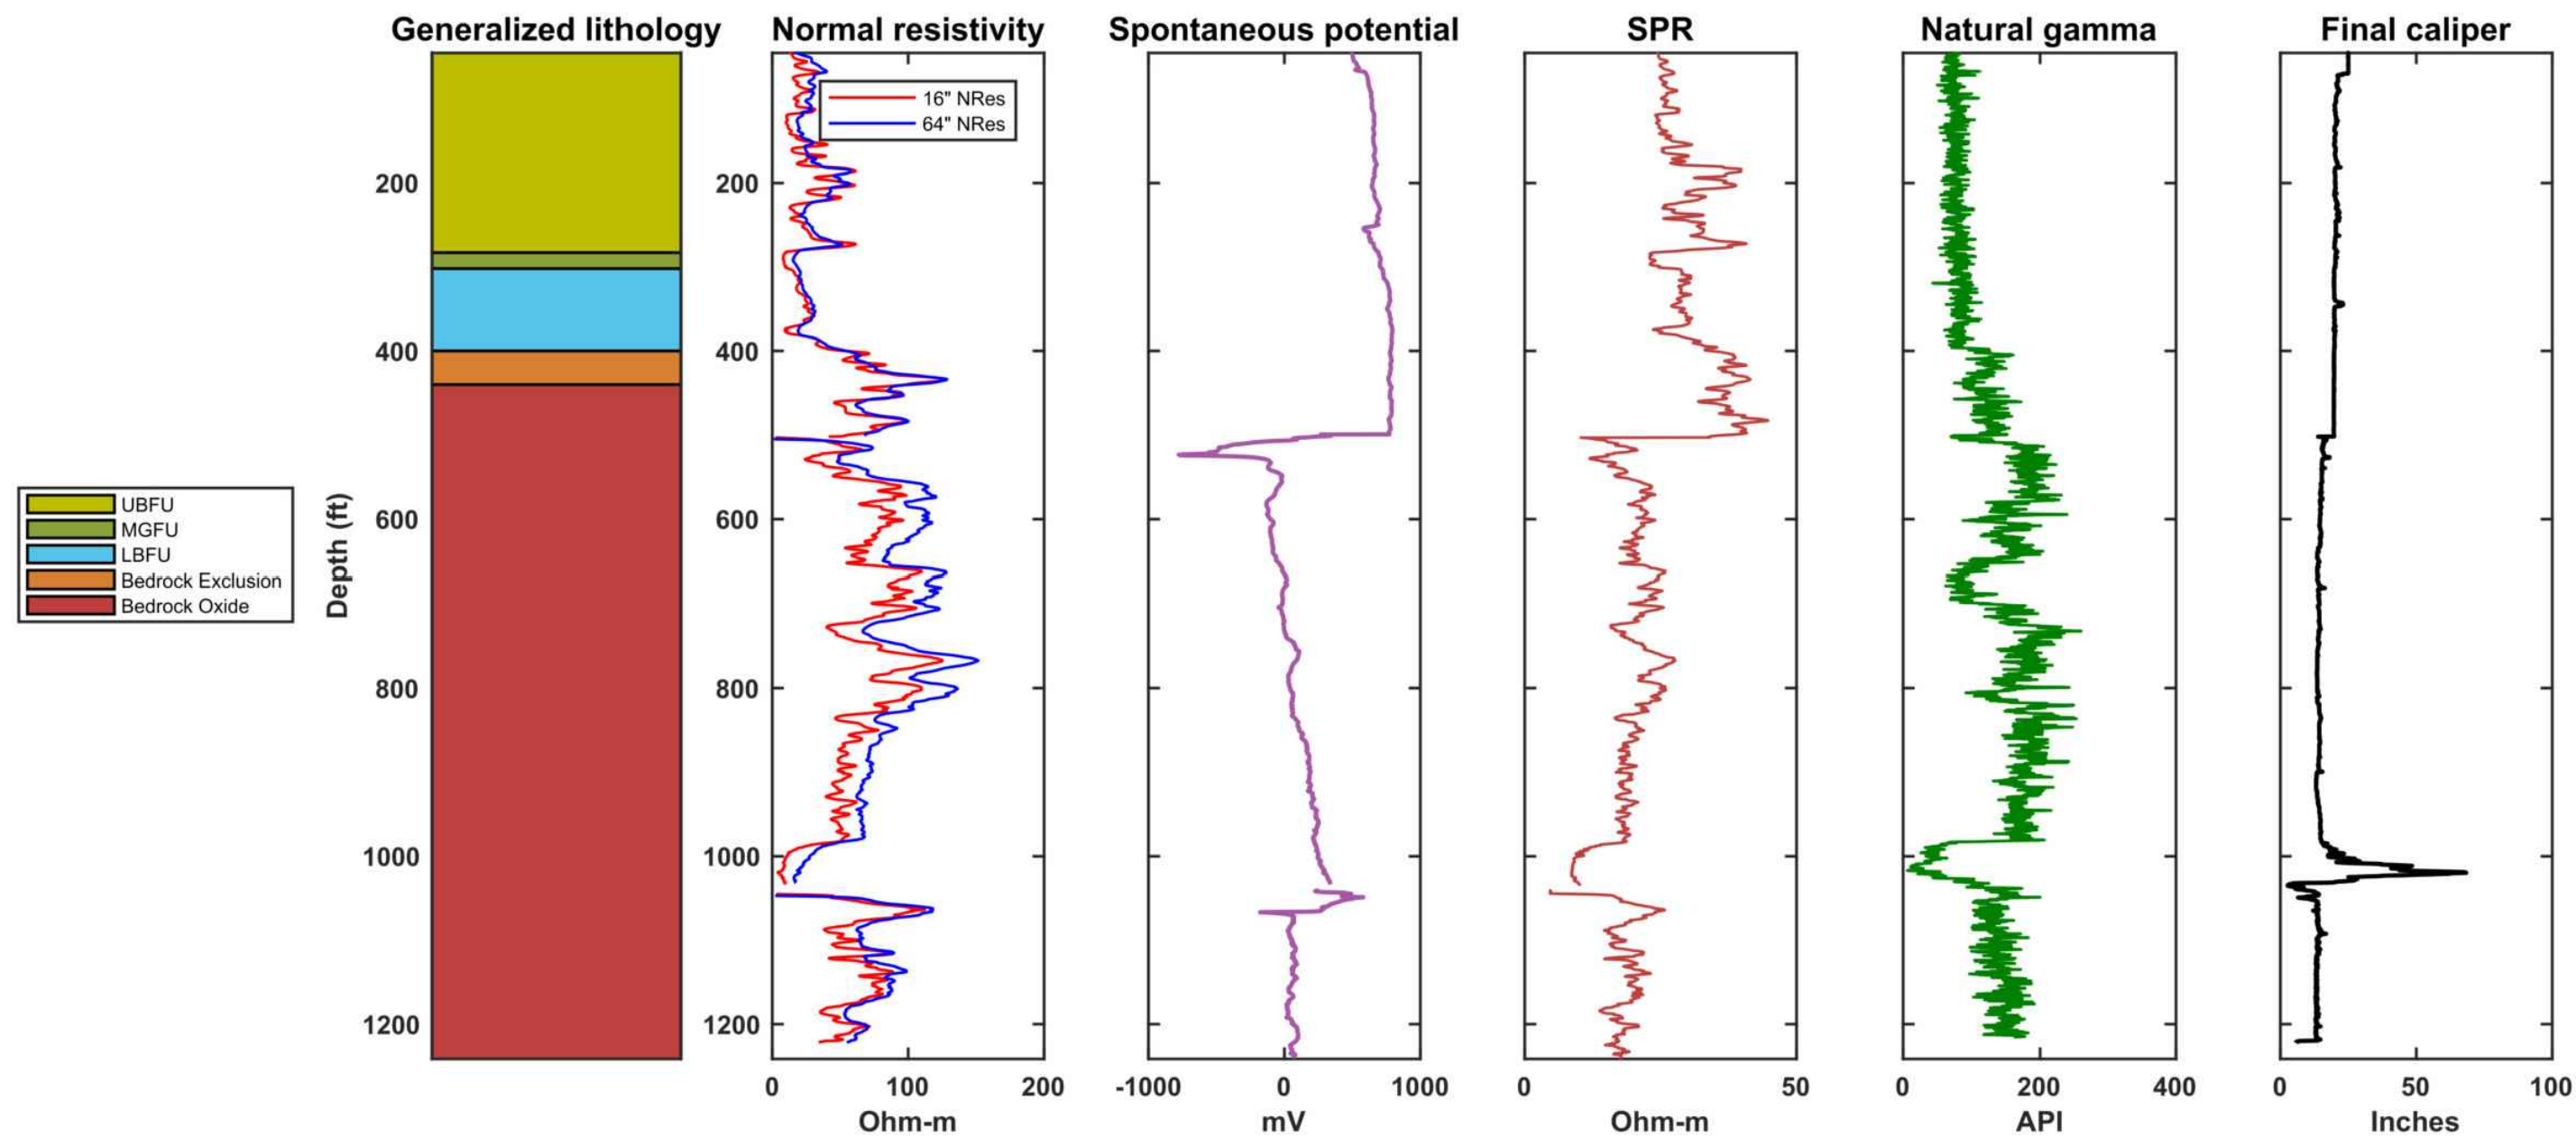 Generalized lithology
Normal resistivity
Spontaneous potential
SPR
Natural gamma
Final caliper
16" NRes
64" NRes
200
400
600
800
1000
1200
Depth (ft)
UBFU
MGFU
LBFU
Bedrock Exclusion
Bedrock Oxide
200
400
600
800
1000
1200
0 100 200
Ohm-m
-1000 0 1000
mV
0 50
Ohm-m
0 200 400
API
0 50 100
Inches